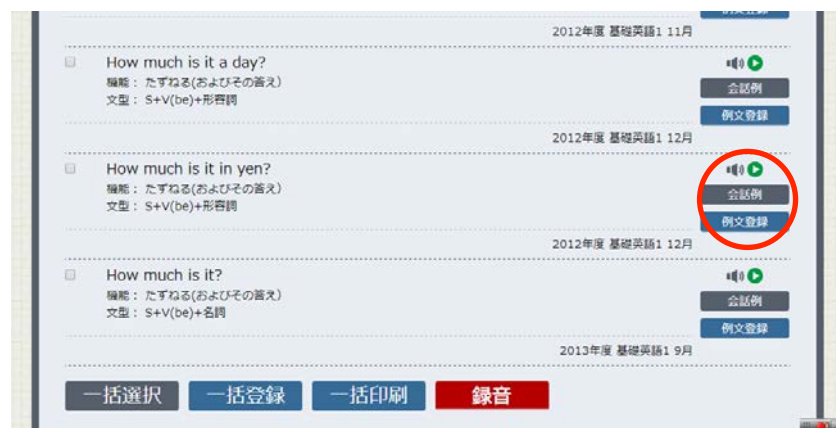 例文登録
2012年度 基礎英語1 11月
How much is it a day?
機能： たずねる(およびその答え)
文型： S+V(be)+形容詞
会話例
例文登録
2012年度 基礎英語1 12月
How much is it in yen?
機能： たずねる(およびその答え)
文型： S+V(be)+形容詞
会話例
例文登録
2012年度 基礎英語1 12月
How much is it?
機能： たずねる(およびその答え)
文型： S+V(be)+名詞
会話例
例文登録
2013年度 基礎英語1 9月
一括選択 一括登録 一括印刷 録音